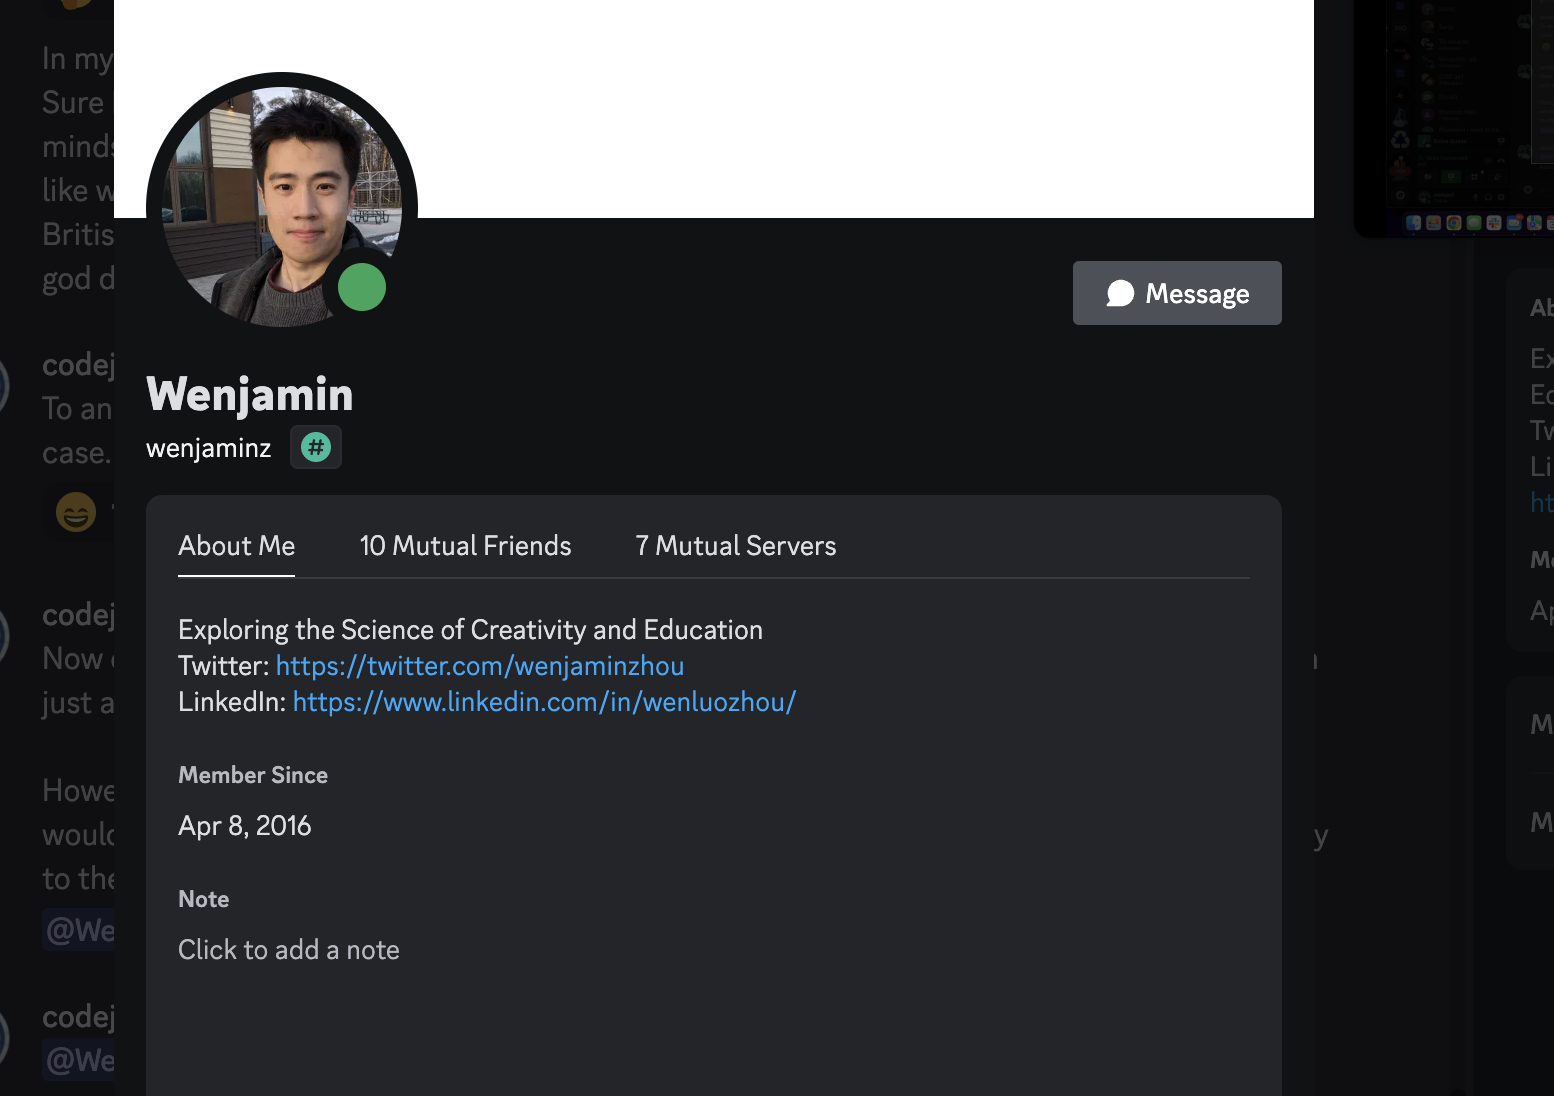 In my
Sure
minds
like w
Britis
god d
codej
To an
case.
codej
Now
just a
Howe
would
to the
@We
codej
@We
Message
Wenjamin
wenjaminz
#
About Me
10 Mutual Friends
7 Mutual Servers
Exploring the Science of Creativity and Education
Twitter: https://twitter.com/wenjaminzhou
LinkedIn: https://www.linkedin.com/in/wenluozhou/
Member Since
Apr 8, 2016
Note
Click to add a note
y
Ab
Ex
Ed
Tw
Li
ht
Me
Ap
M
M